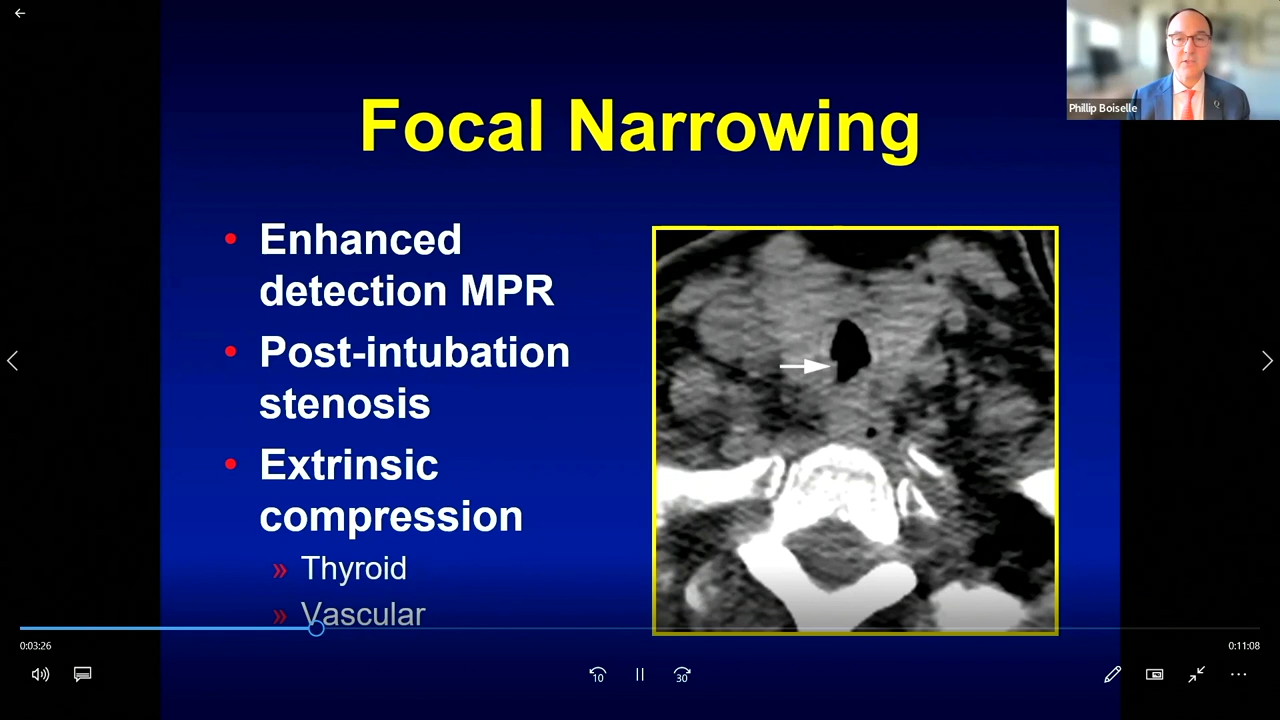 Phillip Boiselle
Focal Narrowing
• Enhanced
detection MPR
• Post-intubation
stenosis
• Extrinsic
compression
» Thyroid
» Vascular
0:03:26
0:11:08
10
30